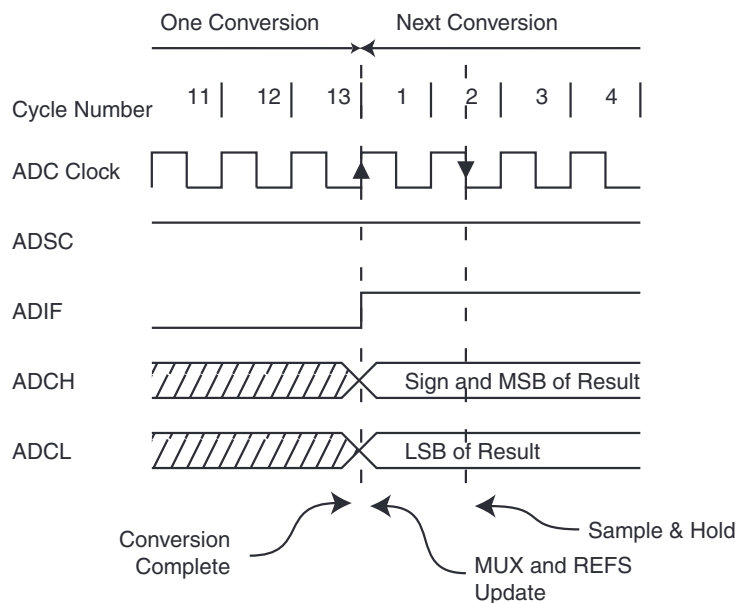 One Conversion
Next Conversion
Cycle Number
11
12
13
1
2
3
4
ADC Clock
ADSC
ADIF
ADCH
Sign and MSB of Result
ADCL
LSB of Result
Conversion
Complete
MUX and REFS
Update
Sample & Hold